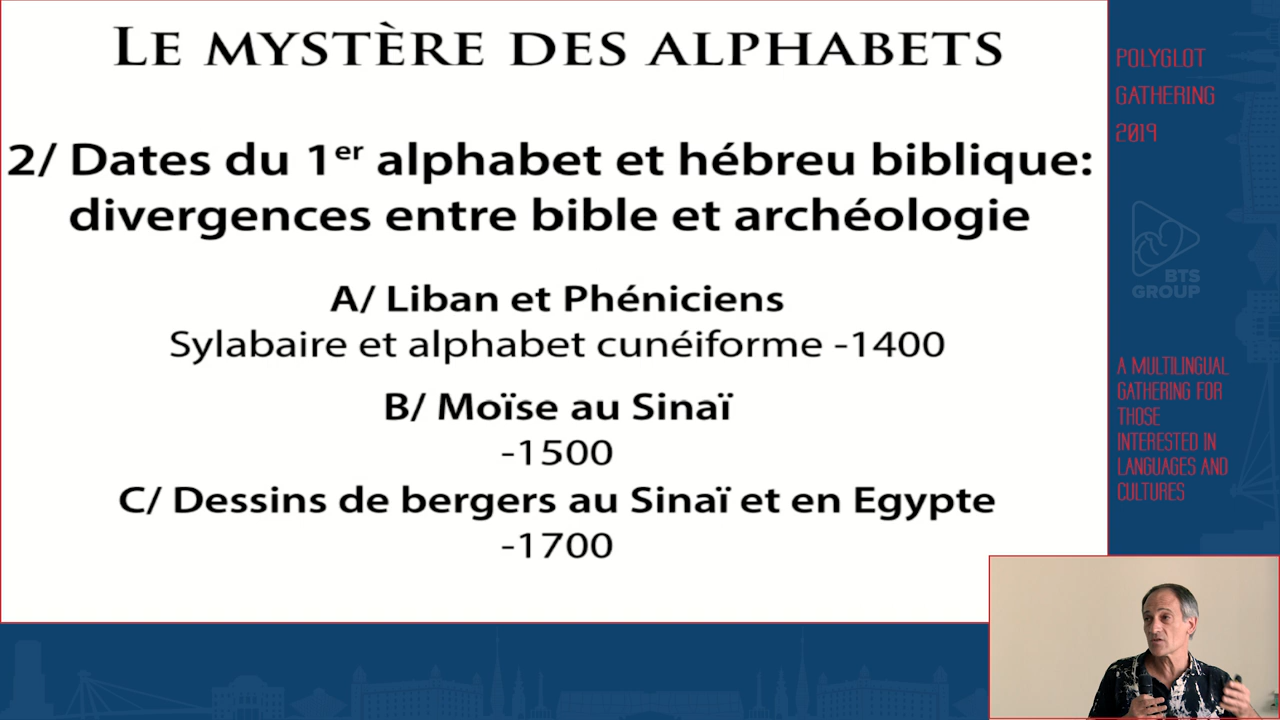 LE MYSTÈRE DES ALPHABETS
2/ Dates du 1er alphabet et hébreu biblique:
divergences entre bible et archéologie
A/ Liban et Phéniciens
Sylabaire et alphabet cunéiforme -1400
B/ Moïse au Sinaï
-1500
C/ Dessins de bergers au Sinaï et en Egypte
-1700
POLYGLOT
GATHERING
2019
BTS
GROUP
A MULTILINGUAL
GATHERING FOR
THOSE
INTERESTED IN
LANGUAGES AND
CULTURES